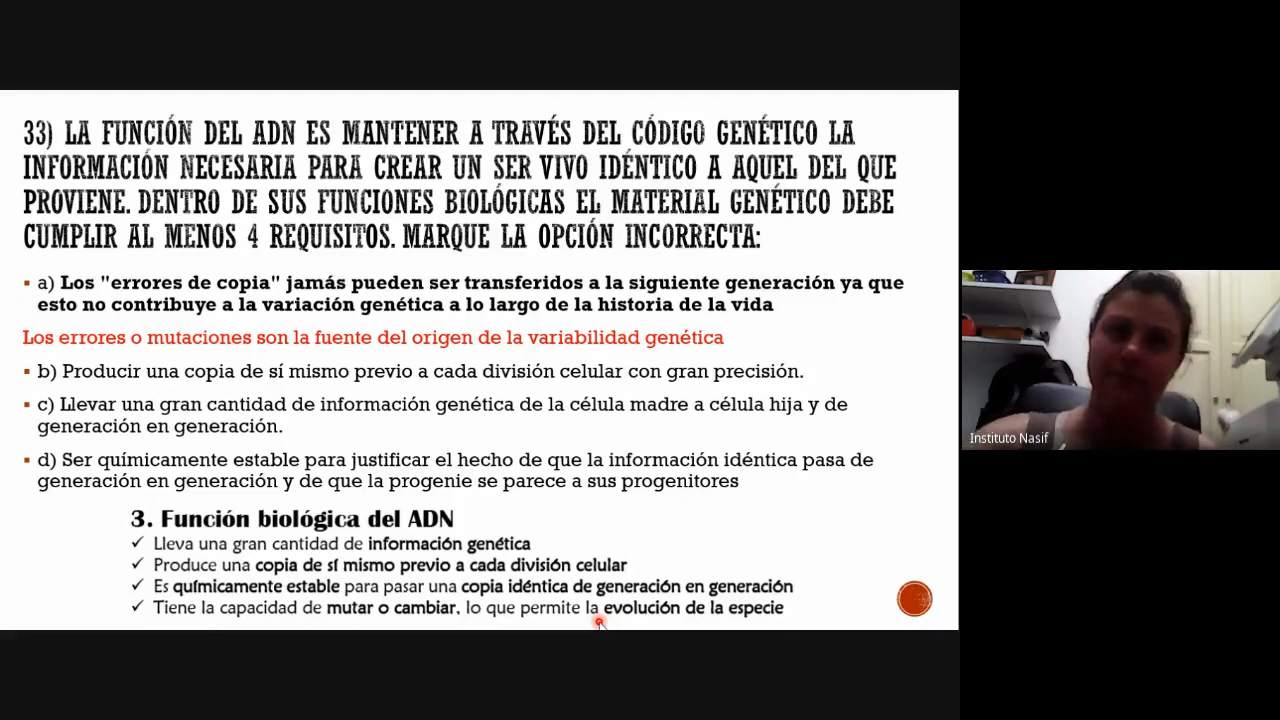 33) LA FUNCIÓN DEL ADN ES MANTENER A TRAVÉS DEL CÓDIGO GENÉTICO LA
INFORMACIÓN NECESARIA PARA CREAR UN SER VIVO IDÉNTICO A AQUEL DEL QUE
PROVIENE. DENTRO DE SUS FUNCIONES BIOLÓGICAS EL MATERIAL GENÉTICO DEBE
CUMPLIR AL MENOS 4 REQUISITOS. MARQUE LA OPCIÓN INCORRECTA:
▪ a) Los "errores de copia" jamás pueden ser transferidos a la siguiente generación ya que
esto no contribuye a la variación genética a lo largo de la historia de la vida
Los errores o mutaciones son la fuente del origen de la variabilidad genética
▪ b) Producir una copia de sí mismo previo a cada división celular con gran precisión.
▪ c) Llevar una gran cantidad de información genética de la célula madre a célula hija y de
generación en generación.
▪ d) Ser químicamente estable para justificar el hecho de que la información idéntica pasa de
generación en generación y de que la progenie se parece a sus progenitores
3. Función biológica del ADN
✓ Lleva una gran cantidad de información genética
✓ Produce una copia de sí mismo previo a cada división celular
✓ Es químicamente estable para pasar una copia idéntica de generación en generación
✓ Tiene la capacidad de mutar o cambiar, lo que permite la evolución de la especie
Instituto Nasif